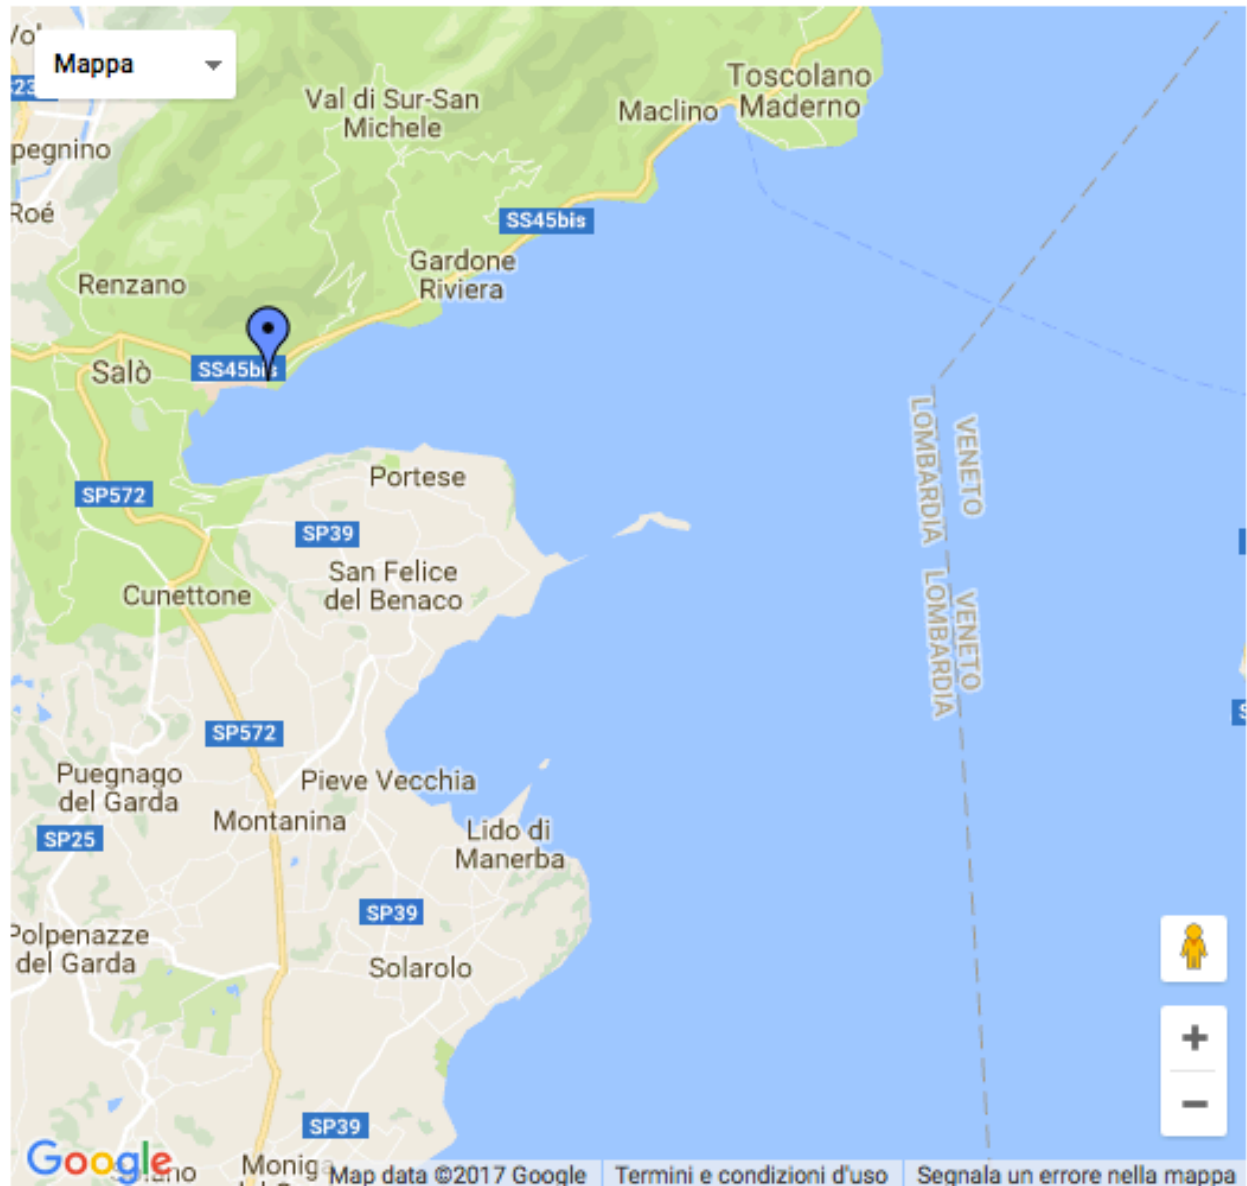 Mappa
Toscolano
Maderno
Val di Sur-San
Michele
Maclino
pegnino
Roé
SS45bis
Gardone
Riviera
Renzano
SS45bis
Salò
LOMBARDIA
VENETO
Portese
SP572
SP39
San Felice
del Benaco
Cunettone
LOMBARDIA
VENETO
SP572
Puegnago
del Garda
Pieve Vecchia
Montanina
Lido di
Manerba
SP25
SP39
Polpenazze
del Garda
Solarolo
SP39
Google
Moniga
Map data ©2017 Google
Termini e condizioni d'uso
Segnala un errore nella mappa